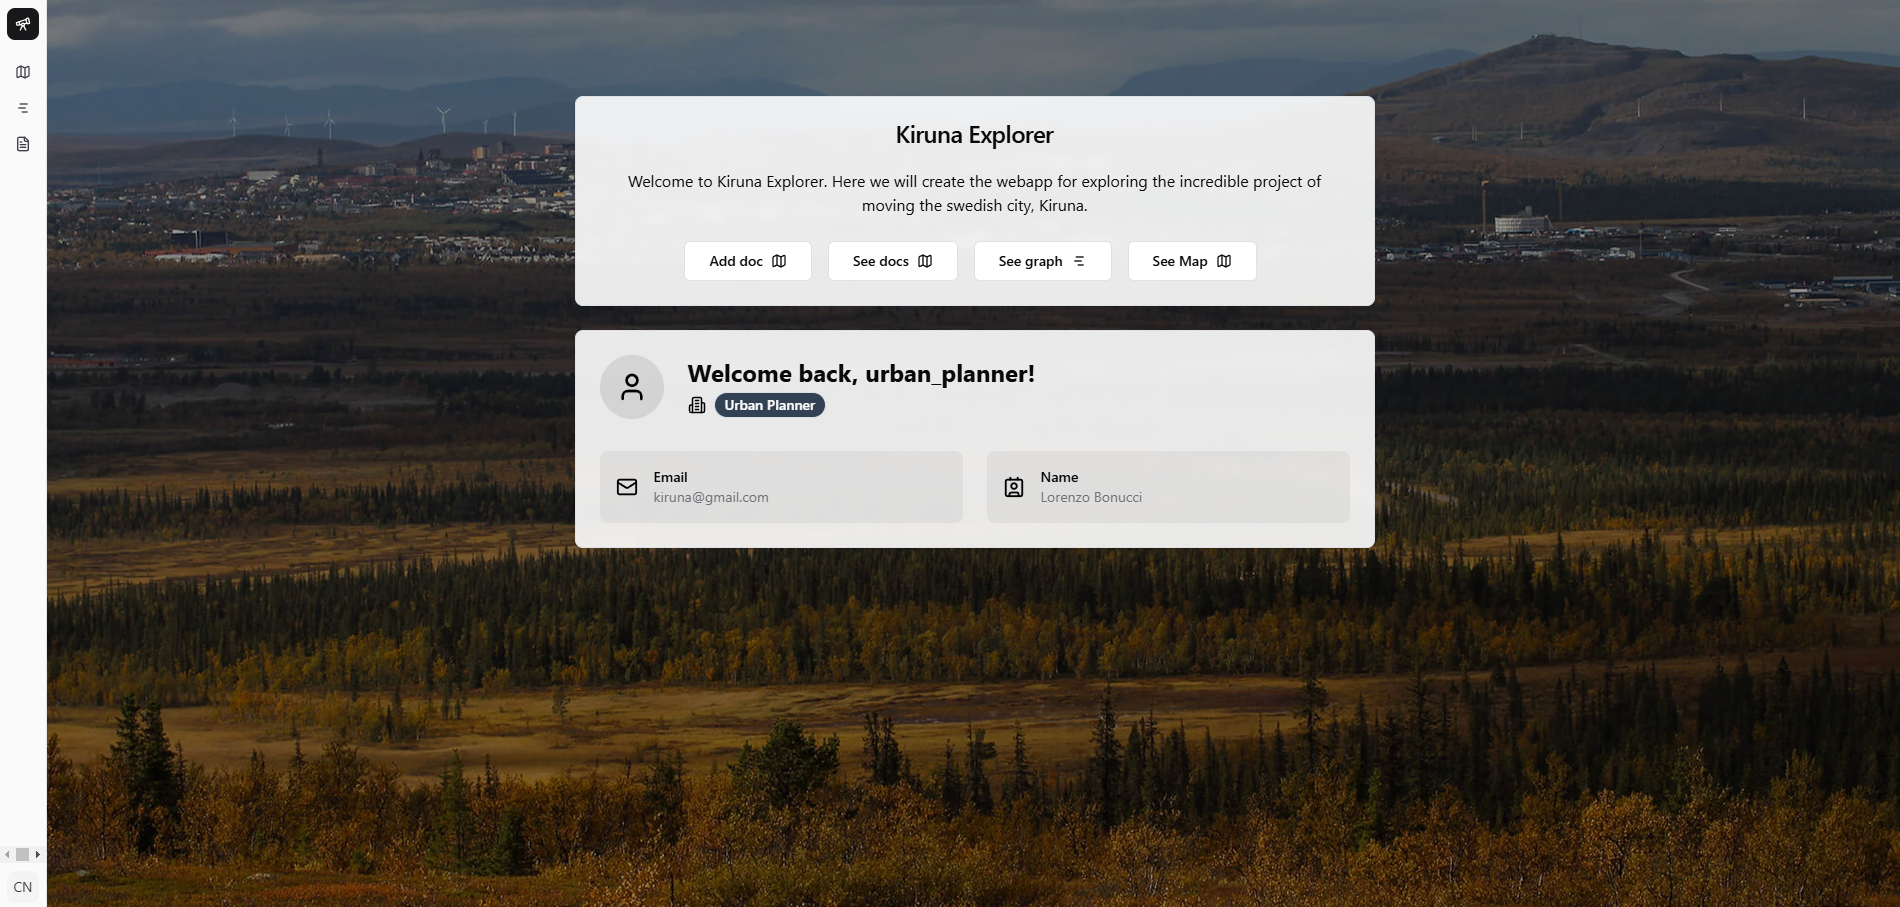 Kiruna Explorer
Welcome to Kiruna Explorer. Here we will create the webapp for exploring the incredible project of
moving the swedish city, Kiruna.
Add doc
See docs
See graph
See Map
Welcome back, urban_planner!
Urban Planner
Email
kiruna@gmail.com
Name
Lorenzo Bonucci
CN